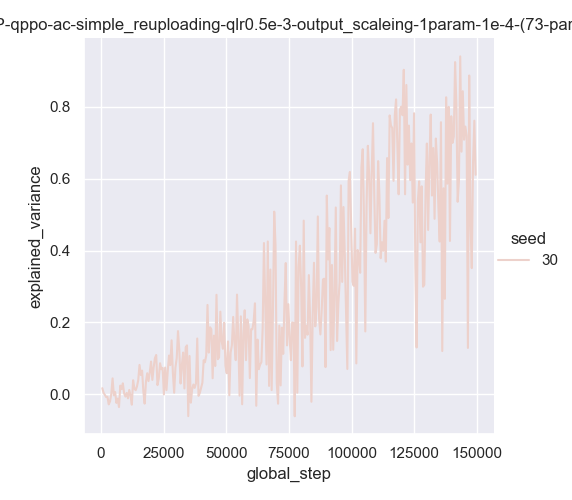 P-qppo-ac-simple_reuploading-qlr0.5e-3-output_scaleing-1param-1e-4-(73-par
explained_variance
0.8
0.6
0.4
0.2
0.0
0 25000 50000 75000 100000 125000 150000
global_step
seed
30